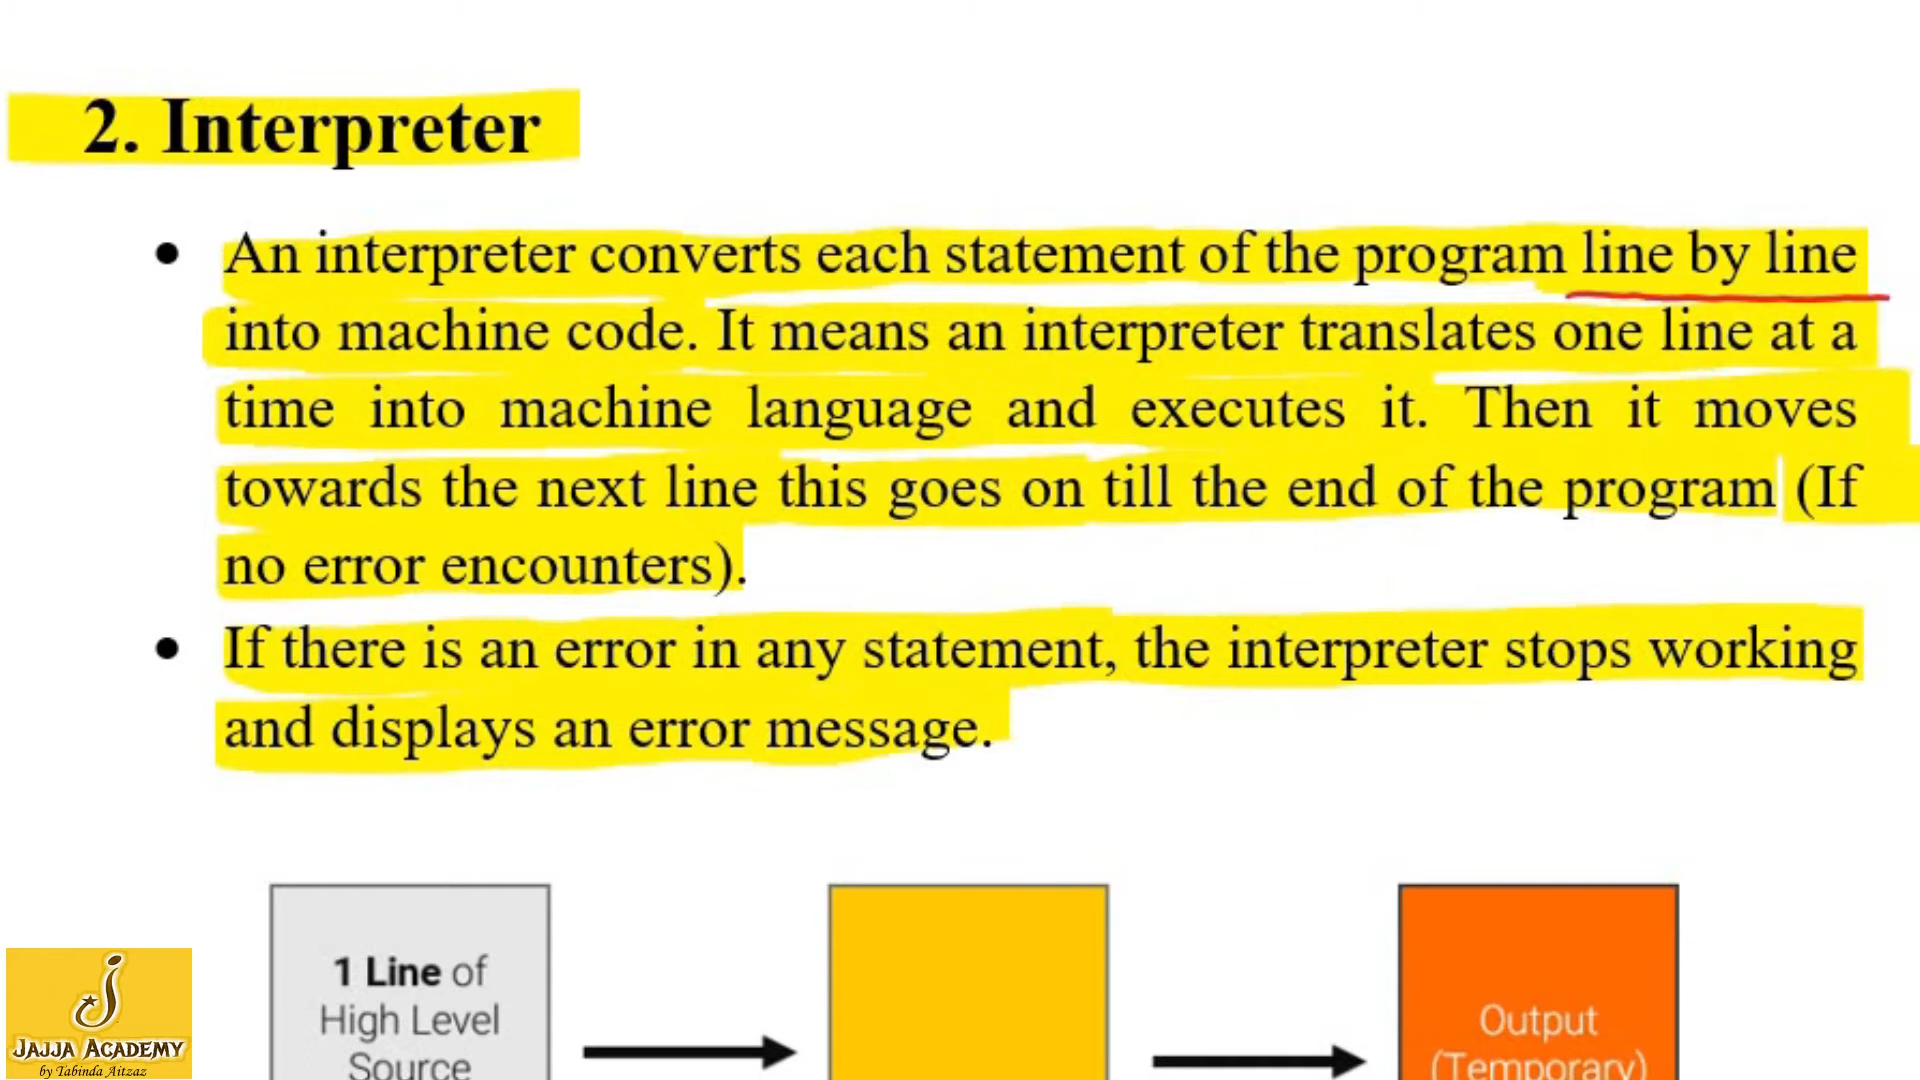 2. Interpreter
• An interpreter converts each statement of the program line by line
into machine code. It means an interpreter translates one line at a
time into machine language and executes it. Then it moves
towards the next line this goes on till the end of the program (If
no error encounters).
• If there is an error in any statement, the interpreter stops working
and displays an error message.
1 Line of
High Level
Source
Output
(Temporary)
JAJJA ACADEMY
by Tabinda Aitzaz